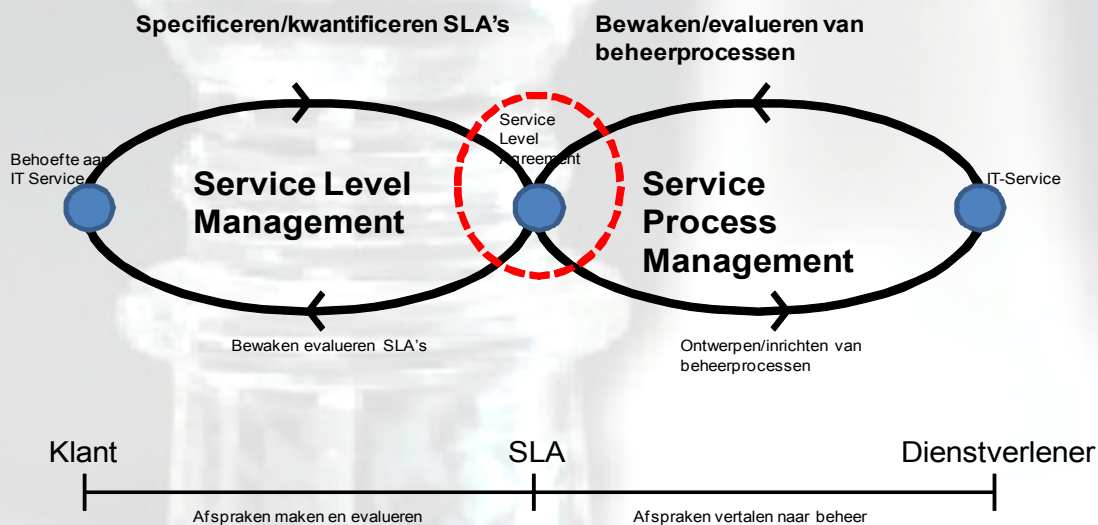 Specificeren/kwantificeren SLA’s
Bewaken/evalueren van
beheerprocessen
Service
Level
Agreement
Behoefte aan
IT Service
Service Level
Management
Service
Process
Management
IT-Service
Bewaken evalueren SLA’s
Ontwerpen/inrichten van
beheerprocessen
Klant
SLA
Dienstverlener
Afspraken maken en evalueren
Afspraken vertalen naar beheer